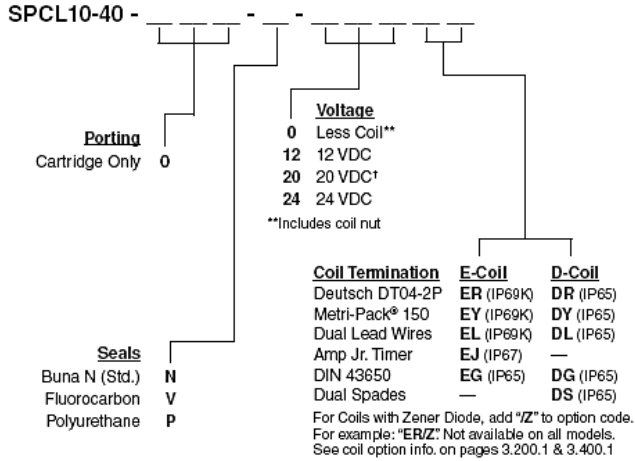 SPCL10-40 - _ _ _ - _ - _ _ _ _ _
Voltage
0 Less Coil**
12 12 VDC
20 20 VDC†
24 24 VDC
**Includes coil nut
Porting
Cartridge Only 0
Seals
Buna N (Std.) N
Fluorocarbon V
Polyurethane P
Coil Termination E-Coil D-Coil
Deutsch DT04-2P ER (IP69K) DR (IP65)
Metri-Pack® 150 EY (IP69K) DY (IP65)
Dual Lead Wires EL (IP69K) DL (IP65)
Amp Jr. Timer EJ (IP67) —
DIN 43650 EG (IP65) DG (IP65)
Dual Spades — DS (IP65)
For Coils with Zener Diode, add “/Z” to option code.
For example: “ER/Z”. Not available on all models.
See coil option info. on pages 3.200.1 & 3.400.1